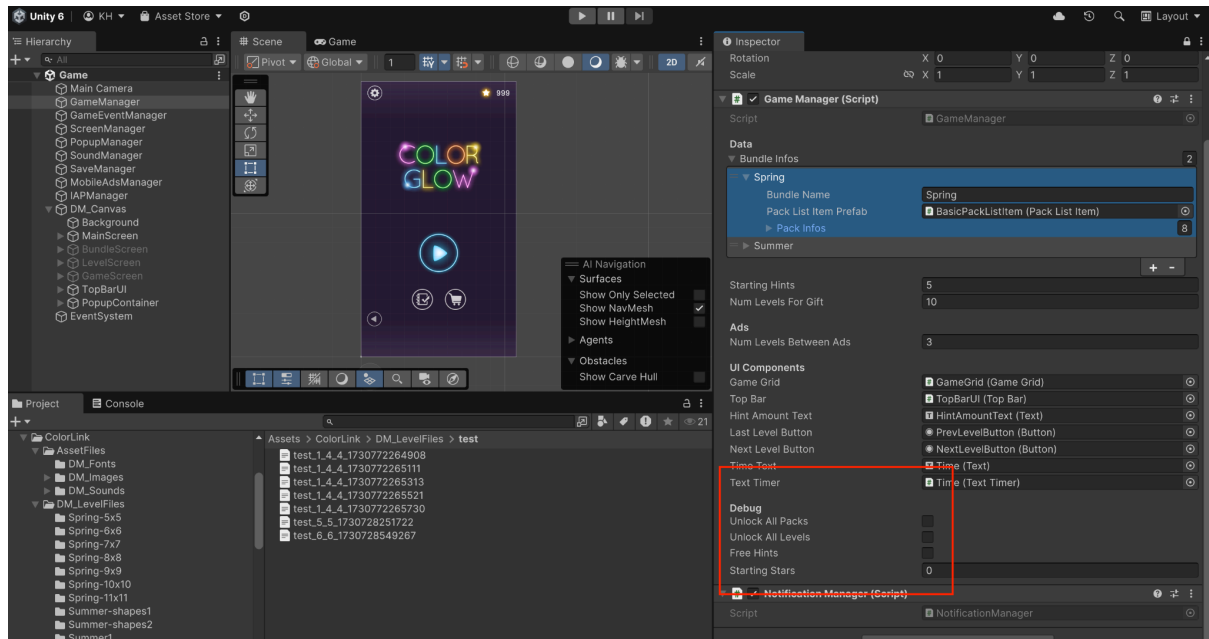 Unity 6 KH Asset Store Layout
Hierarchy
All
Game
Main Camera
GameManager
GameEventManager
ScreenManager
PopupManager
SoundManager
SaveManager
MobileAdsManager
IAPManager
DM_Canvas
Background
MainScreen
BundleScreen
LevelScreen
GameScreen
TopBarUI
PopupContainer
EventSystem
Scene Game
Pivot Global 1 2D
999
COLOR
GLOW
AI Navigation
Surfaces
Show Only Selected
Show NavMesh
Show HeightMesh
Agents
Obstacles
Show Carve Hull
Project Console
21
ColorLink
AssetFiles
DM_Fonts
DM_Images
DM_Sounds
DM_LevelFiles
Spring-5x5
Spring-6x6
Spring-7x7
Spring-8x8
Spring-9x9
Spring-10x10
Spring-11x11
Summer-shapes1
Summer-shapes2
Summer1
Assets > ColorLink > DM_LevelFiles > test
test_1_4_4_1730772264908
test_1_4_4_1730772265111
test_1_4_4_1730772265313
test_1_4_4_1730772265521
test_1_4_4_1730772265730
test_5_5_1730728251722
test_6_6_1730728549267
Inspector
Rotation X 0 Y 0 Z 0
Scale X 1 Y 1 Z 1
Game Manager (Script)
Script GameManager
Data
Bundle Infos 2
Spring
Bundle Name Spring
Pack List Item Prefab BasicPackListItem (Pack List Item)
Pack Infos 8
Summer
+ -
Starting Hints 5
Num Levels For Gift 10
Ads
Num Levels Between Ads 3
UI Components
Game Grid GameGrid (Game Grid)
Top Bar TopBarUI (Top Bar)
Hint Amount Text HintAmountText (Text)
Last Level Button PrevLevelButton (Button)
Next Level Button NextLevelButton (Button)
Time Text Time (Text)
Text Timer Time (Text Timer)
Debug
Unlock All Packs
Unlock All Levels
Free Hints
Starting Stars 0
Notification Manager (Script)
Script NotificationManager